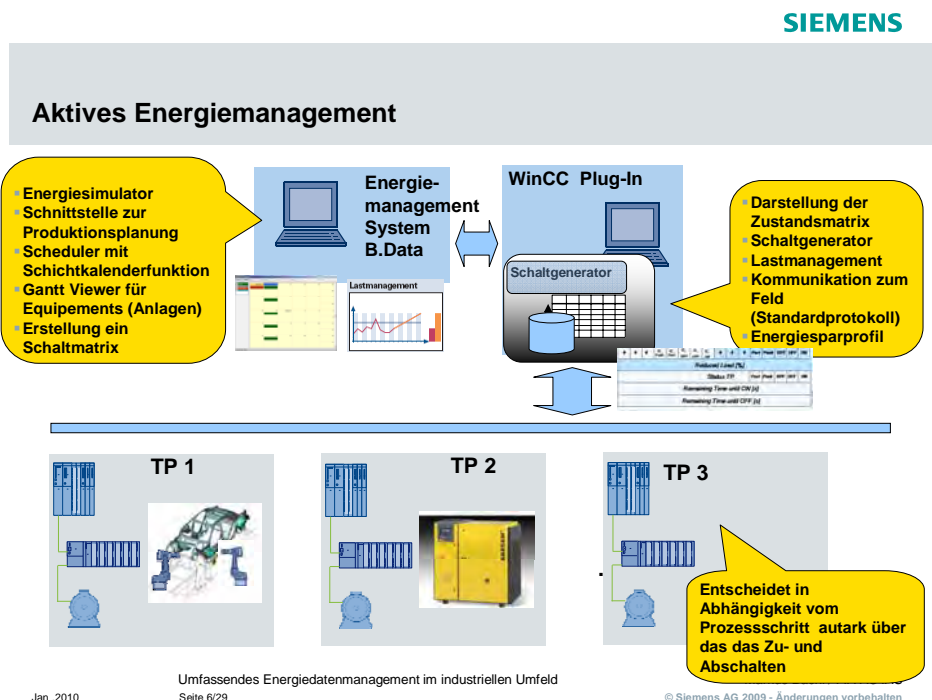 SIEMENS
Aktives Energiemanagement
Energiesimulator
Schnittstelle zur
Produktionsplanung
Scheduler mit
Schichtkalenderfunktion
Gantt Viewer für
Equipements (Anlagen)
Erstellung ein
Schaltmatrix
Energie-
management
System
B.Data
Lastmanagement
WinCC Plug-In
Schaltgenerator
Darstellung der
Zustandsmatrix
Schaltgenerator
Lastmanagement
Kommunikation zum
Feld
(Standardprotokoll)
Energiesparprofil
Reduced Load [%]
Status TP
Remaining Time until ON [s]
Remaining Time until OFF [s]
TP 1
TP 2
TP 3
Entscheidet in
Abhängigkeit vom
Prozessschritt autark über
das das Zu- und
Abschalten
Umfassendes Energiedatenmanagement im industriellen Umfeld
Jan. 2010
Seite 6/29
© Siemens AG 2009 - Änderungen vorbehalten